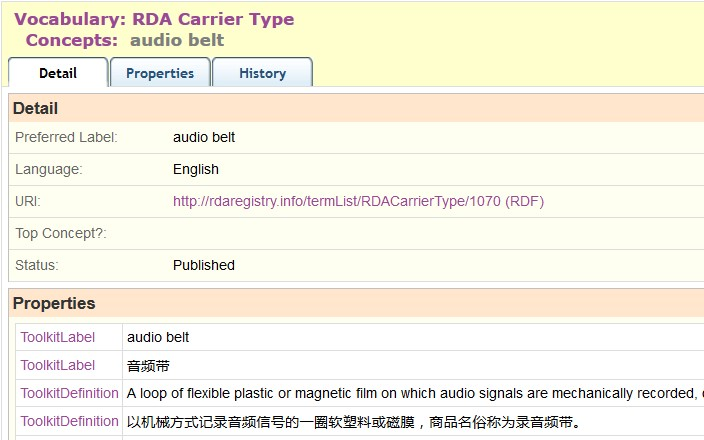 Vocabulary: RDA Carrier Type
Concepts: audio belt
Detail Properties History
Detail
Preferred Label: audio belt
Language: English
URI: http://rdaregistry.info/termList/RDACarrierType/1070 (RDF)
Top Concept?:
Status: Published
Properties
ToolkitLabel audio belt
ToolkitLabel 音频带
ToolkitDefinition A loop of flexible plastic or magnetic film on which audio signals are mechanically recorded,
ToolkitDefinition 以机械方式记录音频信号的一圈软塑料或磁膜，商品名俗称为录音频带。